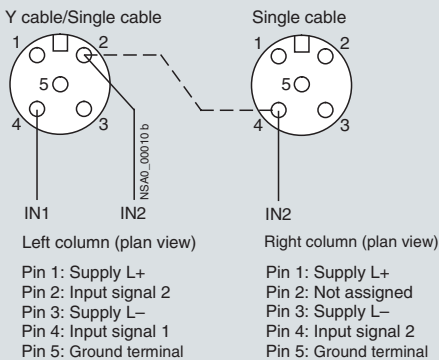 Y cable/Single cable
Single cable
1
2
5
4
3
1
2
5
4
3
NSA0_00010 b
IN1
IN2
IN2
Left column (plan view)
Pin 1: Supply L+
Pin 2: Input signal 2
Pin 3: Supply L–
Pin 4: Input signal 1
Pin 5: Ground terminal
Right column (plan view)
Pin 1: Supply L+
Pin 2: Not assigned
Pin 3: Supply L–
Pin 4: Input signal 2
Pin 5: Ground terminal